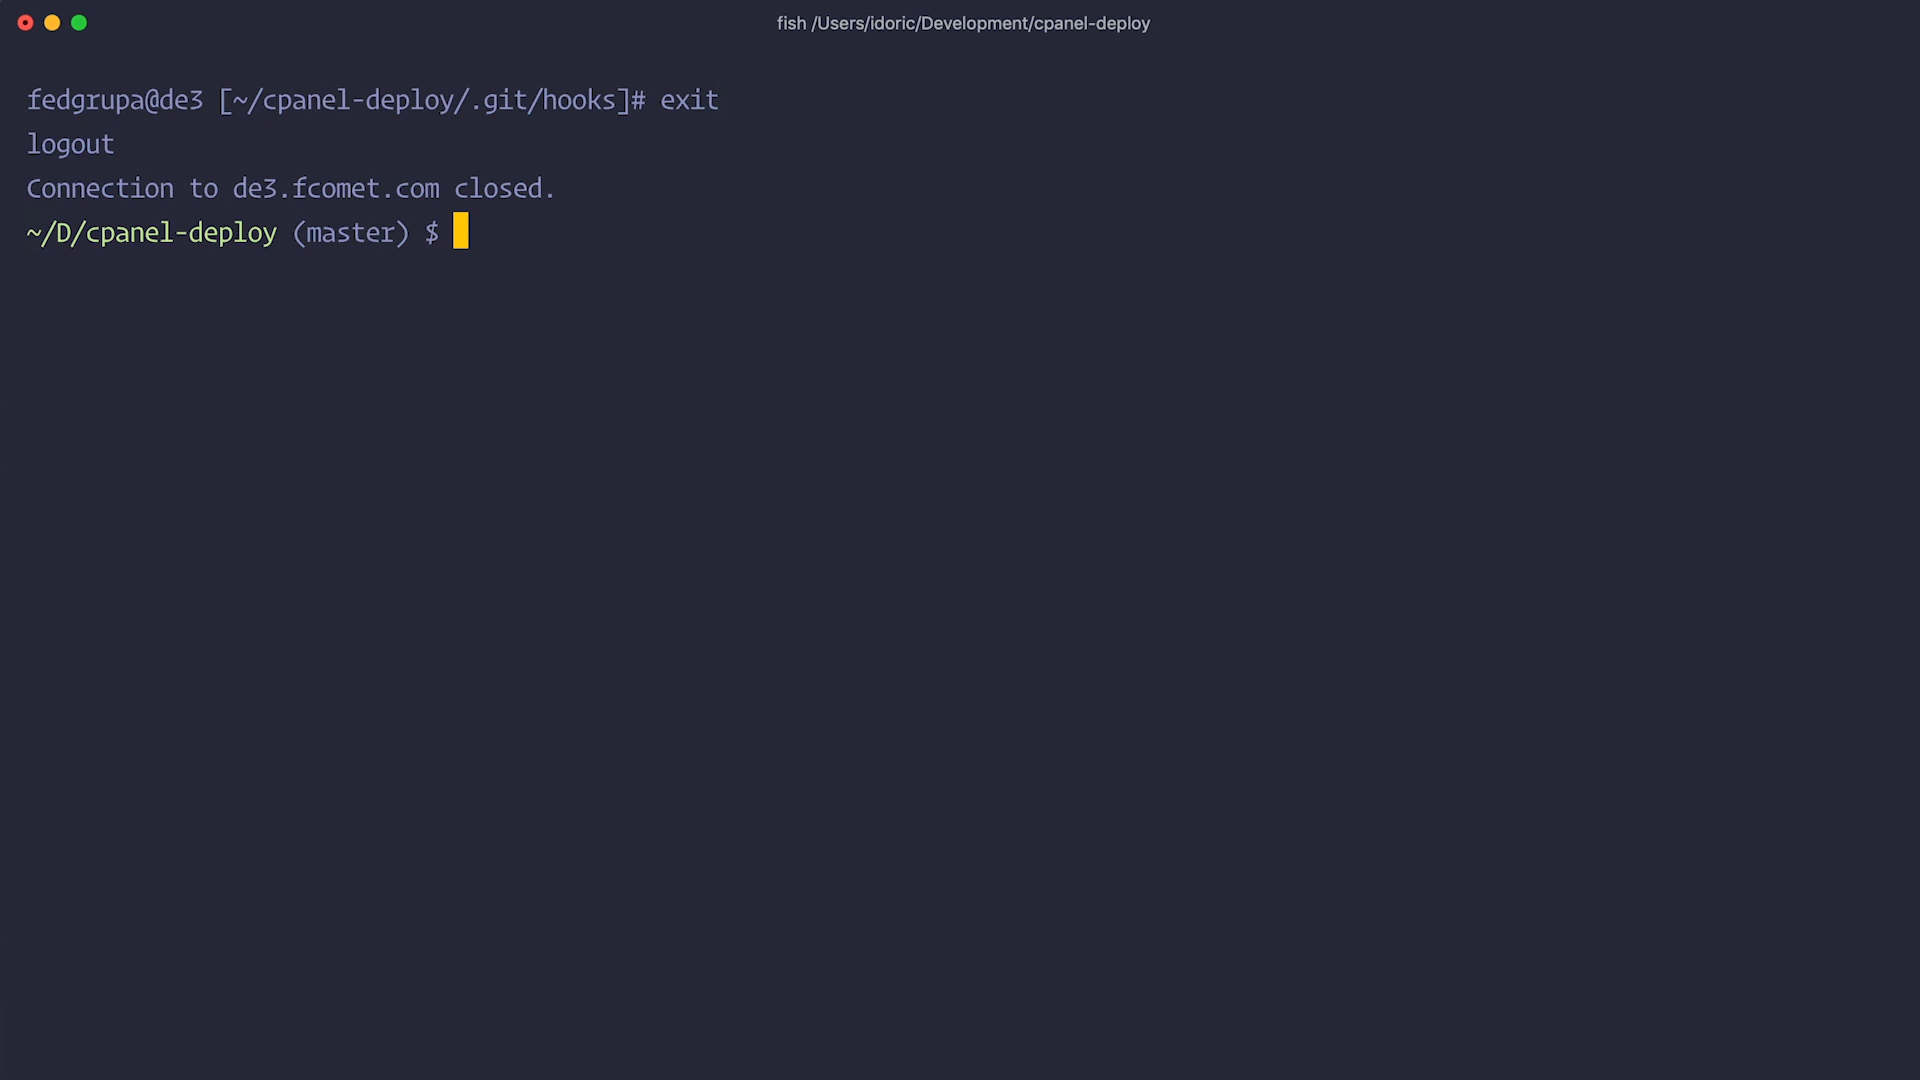 fish /Users/idoric/Development/cpanel-deploy
fedgrupa@de3 [~/cpanel-deploy/.git/hooks]# exit
logout
Connection to de3.fcomet.com closed.
~/D/cpanel-deploy (master) $